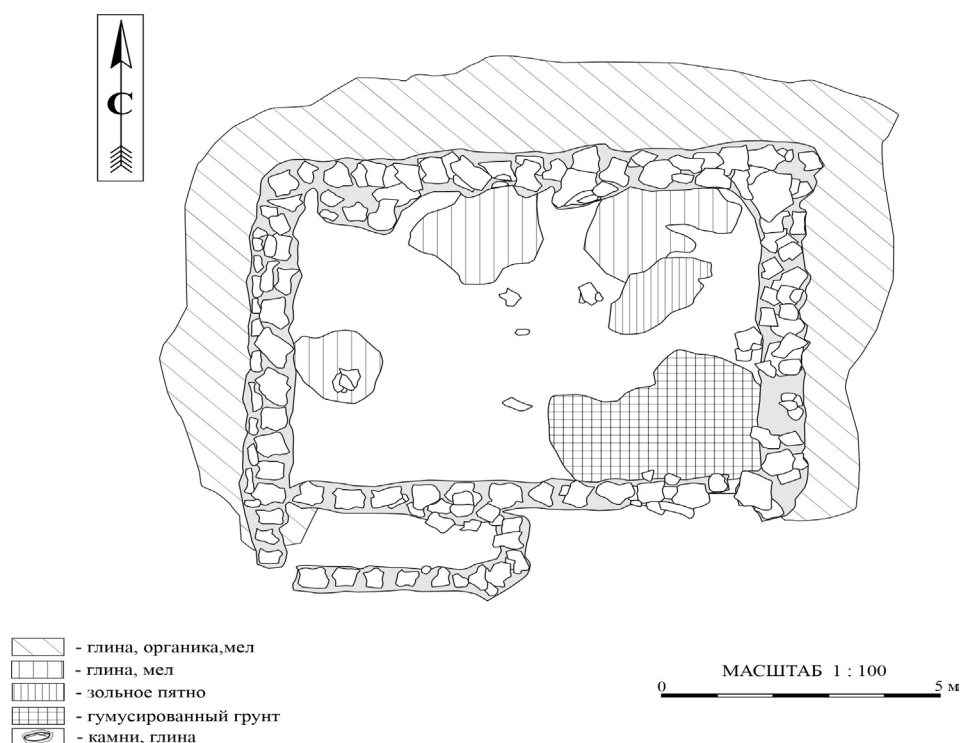 С
- глина, органика,мел
- глина, мел
- зольное пятно
- гумусированный грунт
- камни, глина
МАСШТАБ 1 : 100
0 5 м